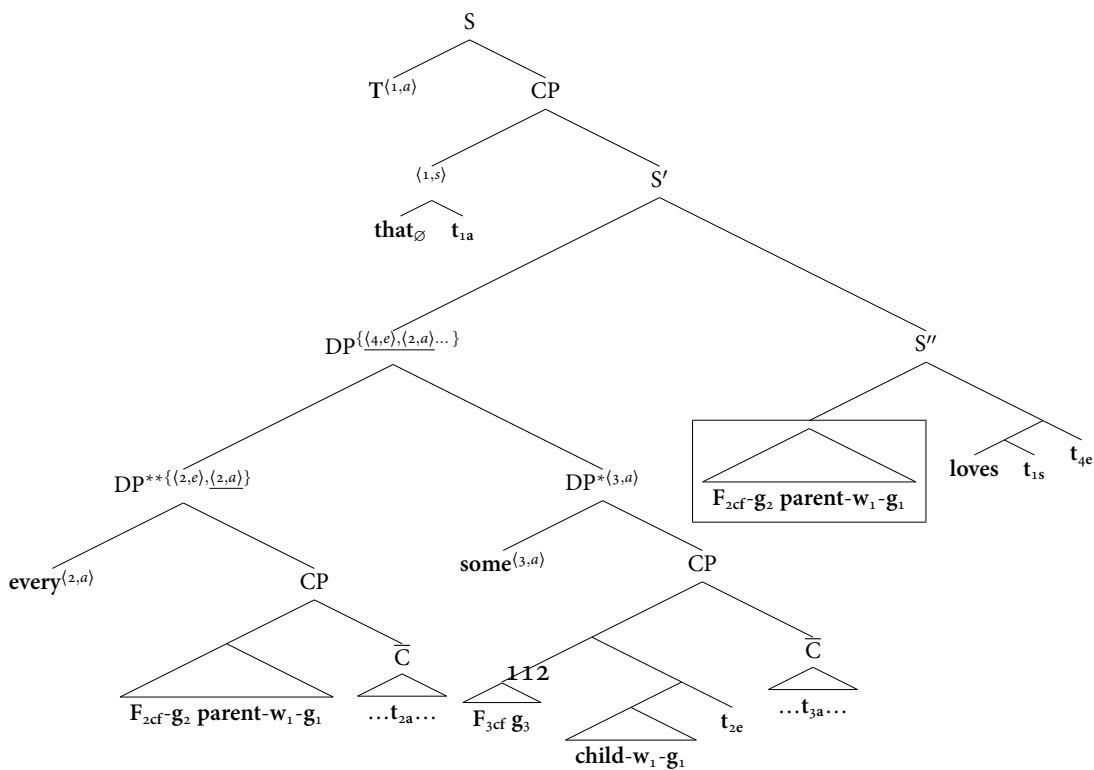 S
T⟨1,a⟩ CP
⟨1,s⟩ S′
that∅ t1a
DP{⟨4,e⟩,⟨2,a⟩…} S″
DP**{⟨2,e⟩,⟨2,a⟩} DP*⟨3,a⟩ F2cf-g2 parent-w1-g1 loves t1s t4e
every⟨2,a⟩ CP some⟨3,a⟩ CP
F2cf-g2 parent-w1-g1 C̅ …t2a… 112 F3cf g3 child-w1-g1 t2e C̅ …t3a…